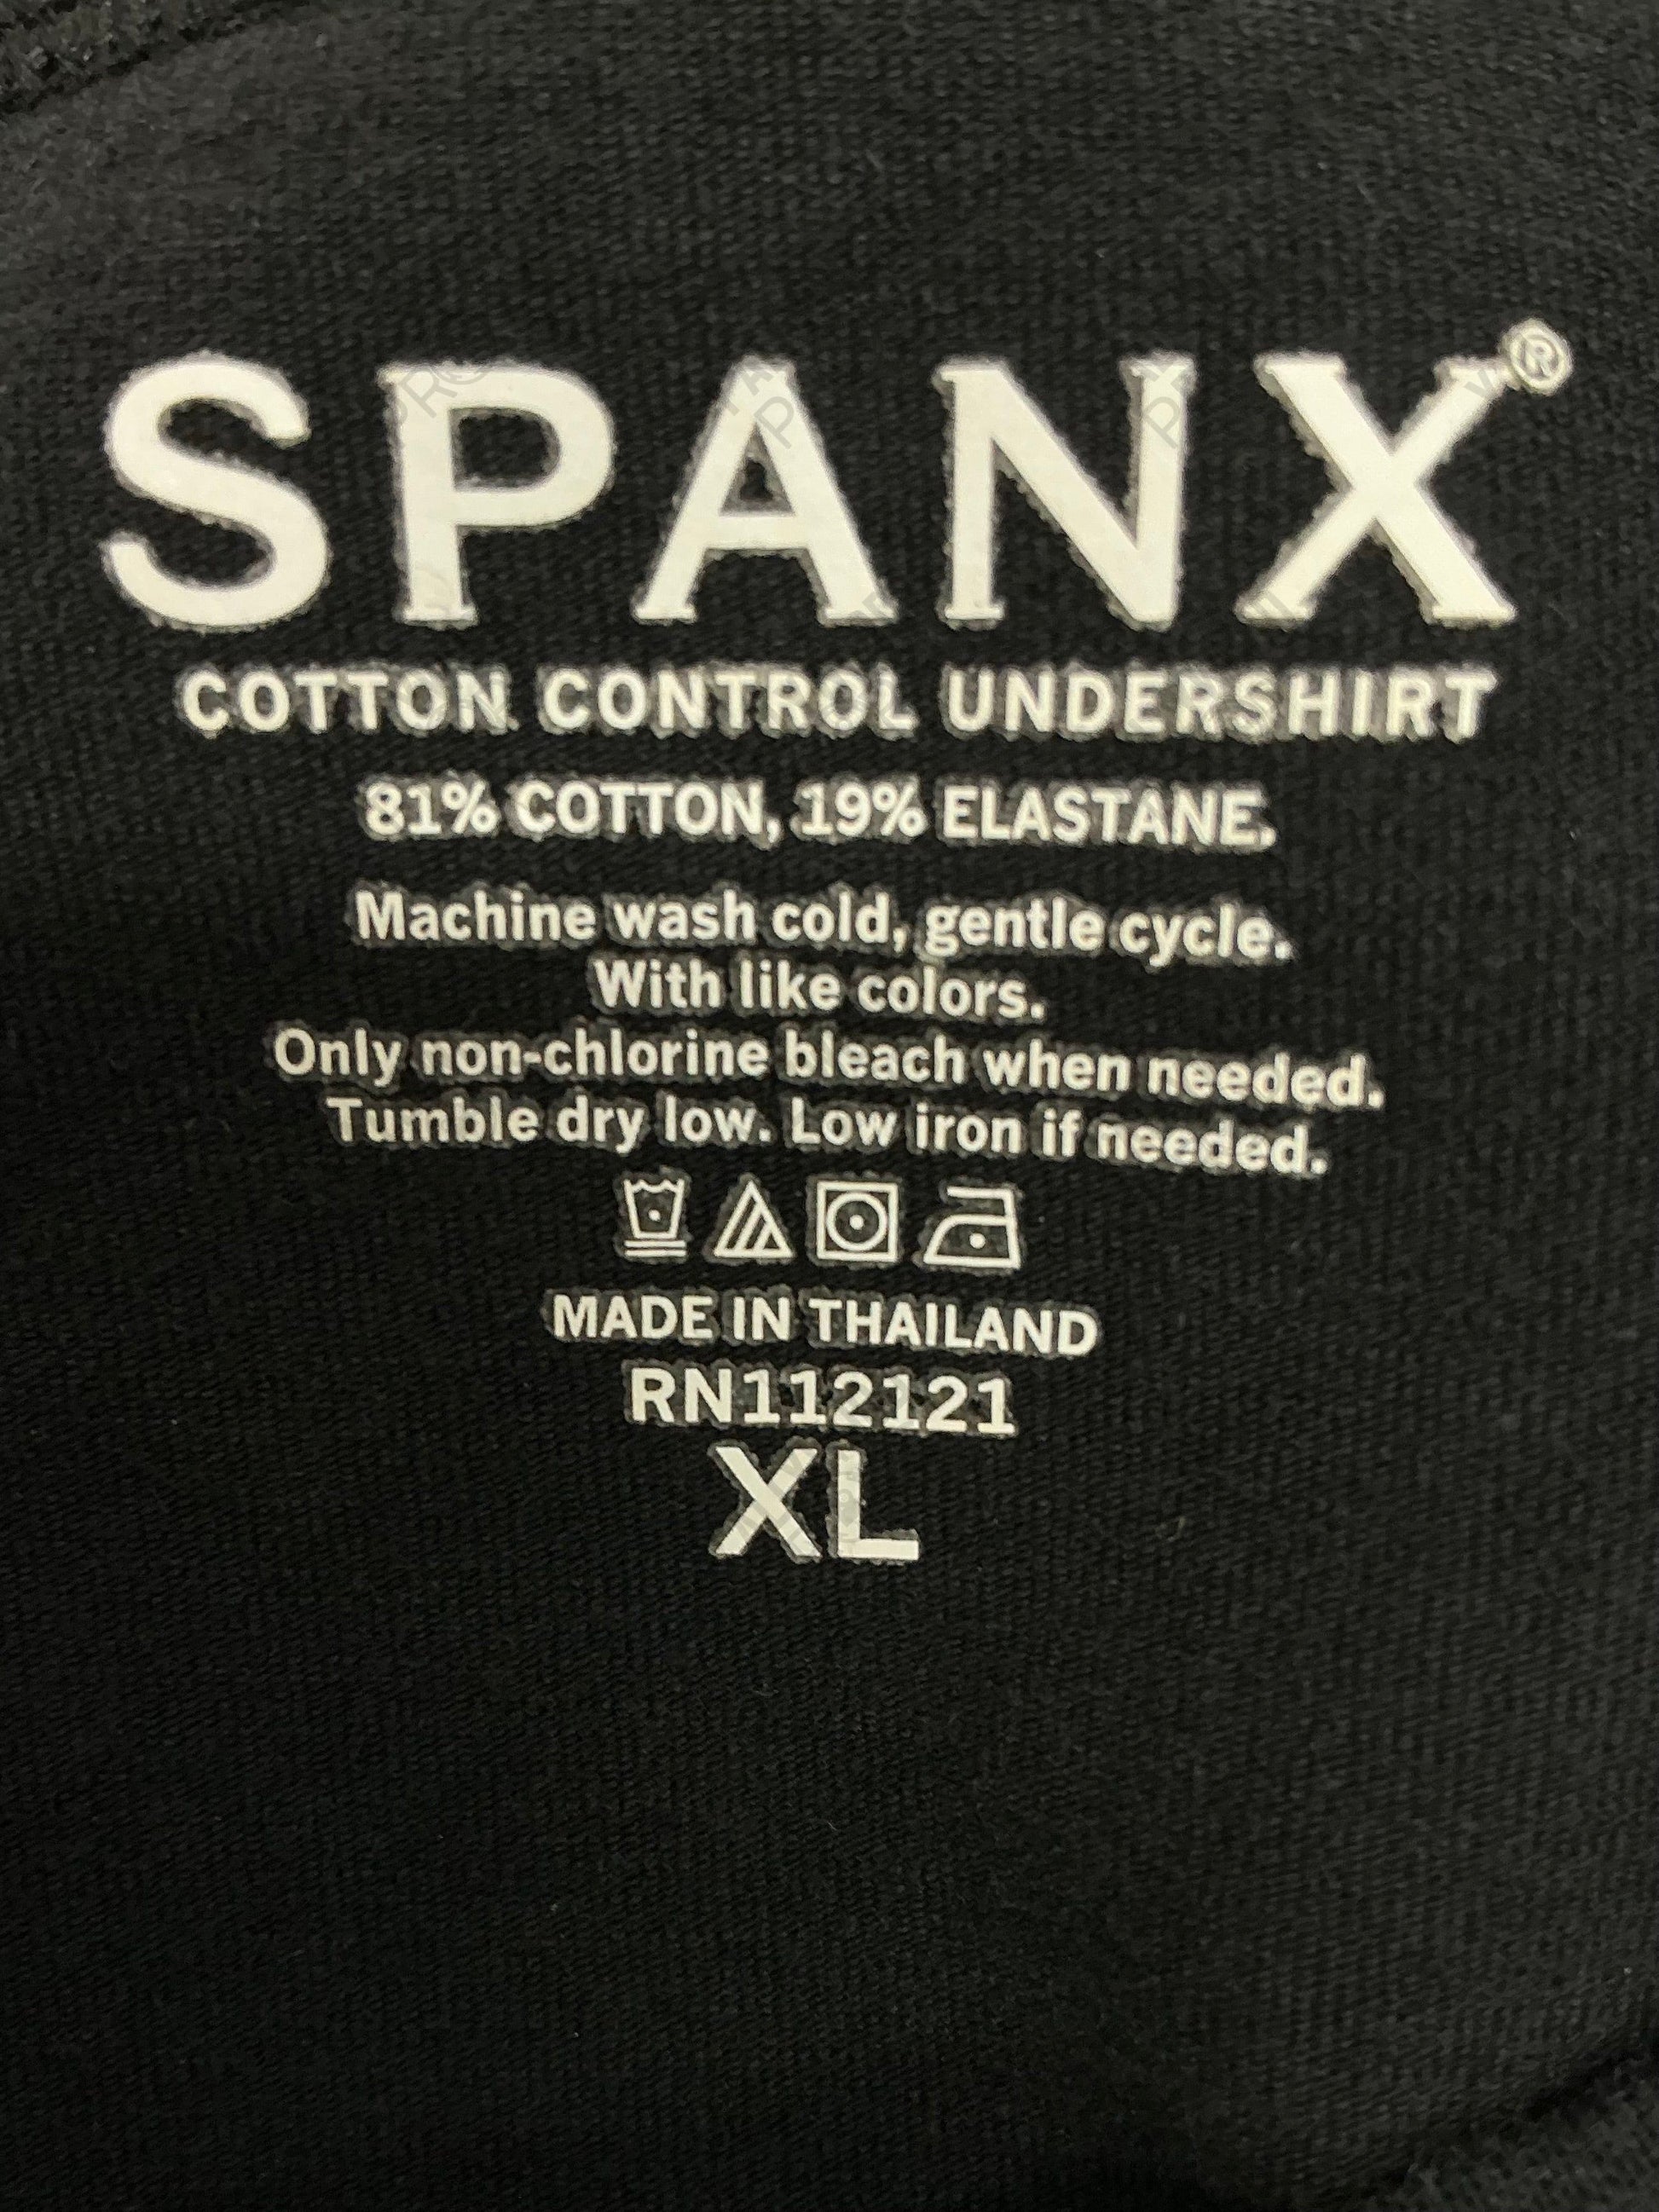 SPANX®
COTTON CONTROL UNDERSHIRT
81% COTTON, 19% ELASTANE.
Machine wash cold, gentle cycle.
With like colors.
Only non-chlorine bleach when needed.
Tumble dry low. Low iron if needed.
MADE IN THAILAND
RN112121
XL